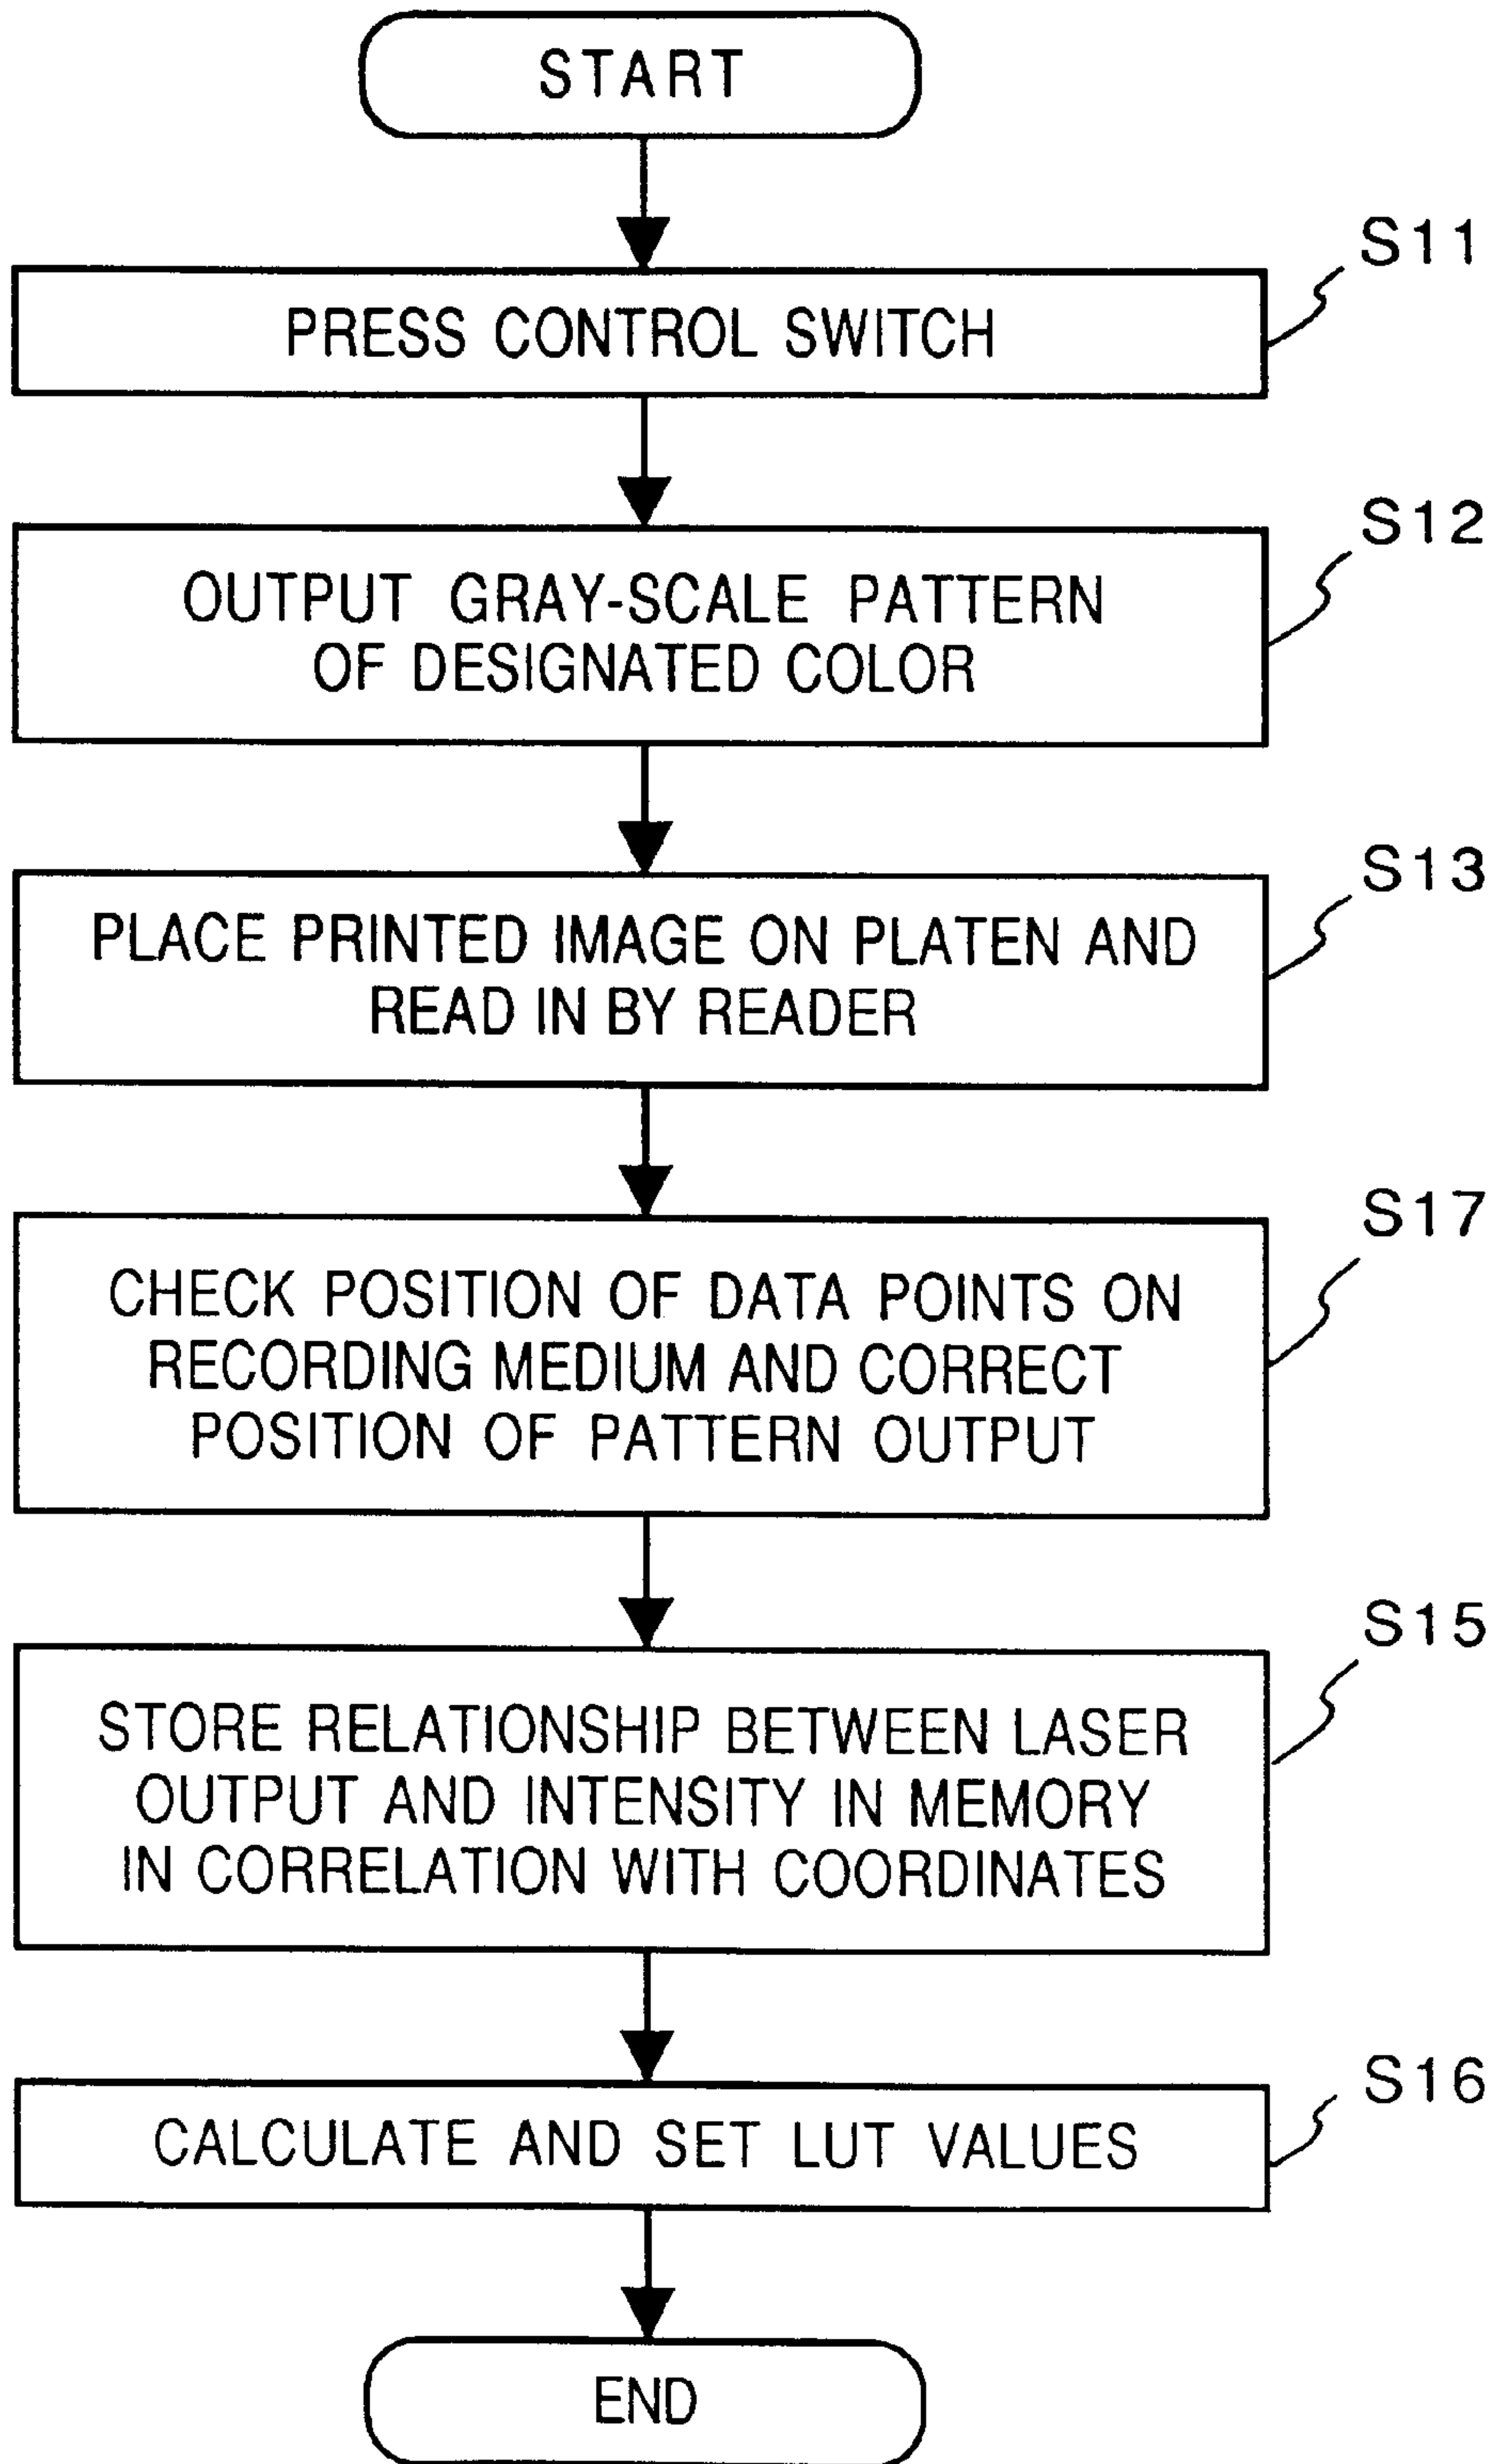 START
S11
PRESS CONTROL SWITCH
S12
OUTPUT GRAY-SCALE PATTERN
OF DESIGNATED COLOR
S13
PLACE PRINTED IMAGE ON PLATEN AND
READ IN BY READER
S17
CHECK POSITION OF DATA POINTS ON
RECORDING MEDIUM AND CORRECT
POSITION OF PATTERN OUTPUT
S15
STORE RELATIONSHIP BETWEEN LASER
OUTPUT AND INTENSITY IN MEMORY
IN CORRELATION WITH COORDINATES
S16
CALCULATE AND SET LUT VALUES
END